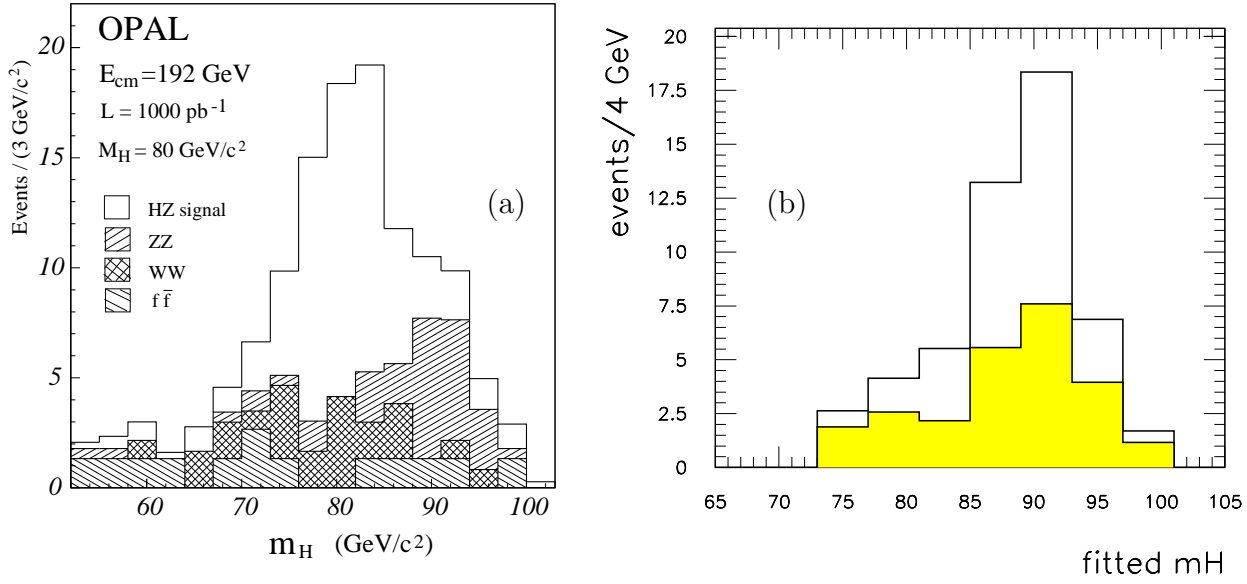 OPAL
E_cm=192 GeV
L = 1000 pb^-1
M_H = 80 GeV/c^2
HZ signal
ZZ
WW
f f̄
(a)
Events / (3 GeV/c^2)
20
15
10
5
0
60 70 80 90 100
m_H (GeV/c^2)
events/4 GeV
20
17.5
15
12.5
10
7.5
5
2.5
0
(b)
65 70 75 80 85 90 95 100 105
fitted mH